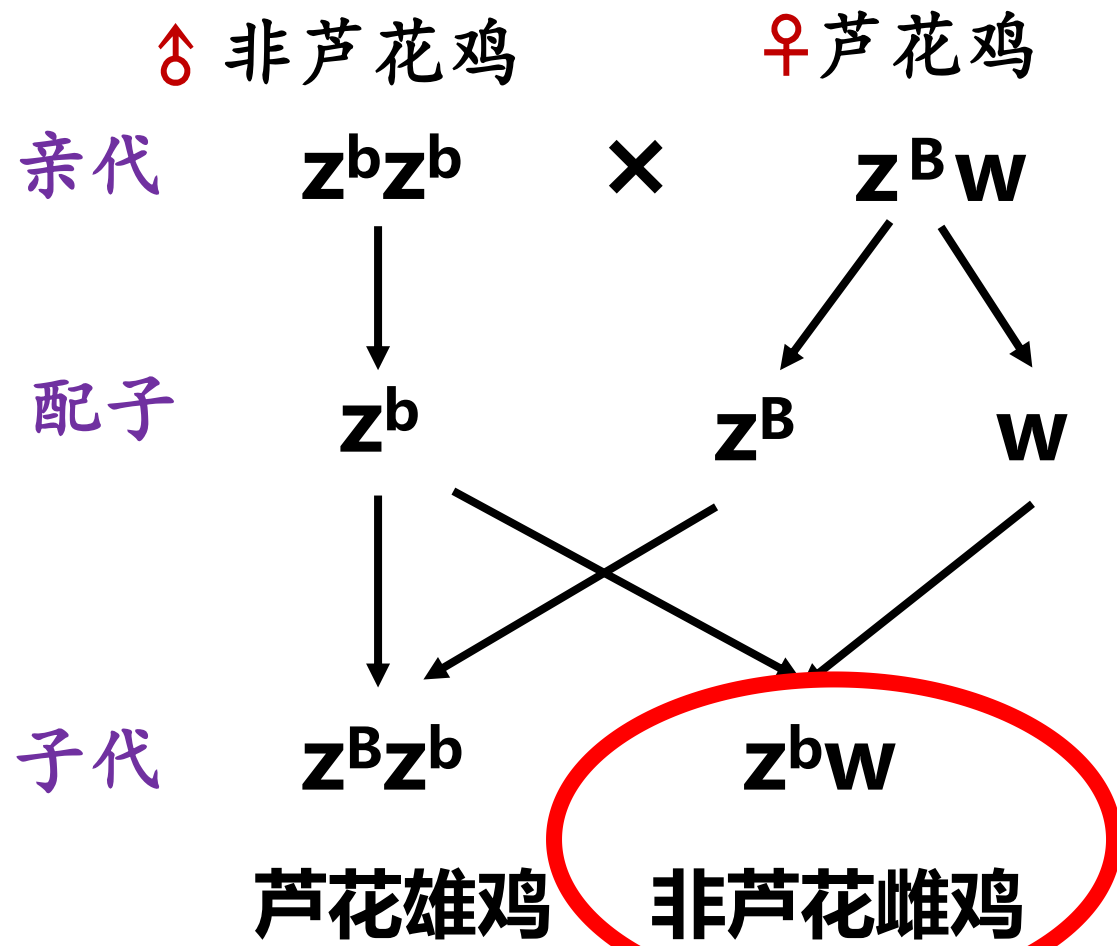 ♂ 非芦花鸡 ♀芦花鸡
亲代 zᵇzᵇ × zᴮw
配子 zᵇ zᴮ w
子代 zᴮzᵇ zᵇw
芦花雄鸡 非芦花雌鸡